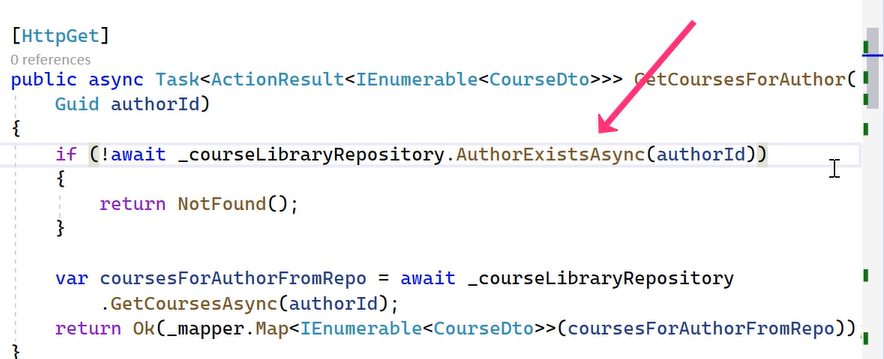 [HttpGet]
0 references
public async Task<ActionResult<IEnumerable<CourseDto>>> GetCoursesForAuthor(
Guid authorId)
{
if (!await _courseLibraryRepository.AuthorExistsAsync(authorId))
{
return NotFound();
}
var coursesForAuthorFromRepo = await _courseLibraryRepository
.GetCoursesAsync(authorId);
return Ok(_mapper.Map<IEnumerable<CourseDto>>(coursesForAuthorFromRepo))
}